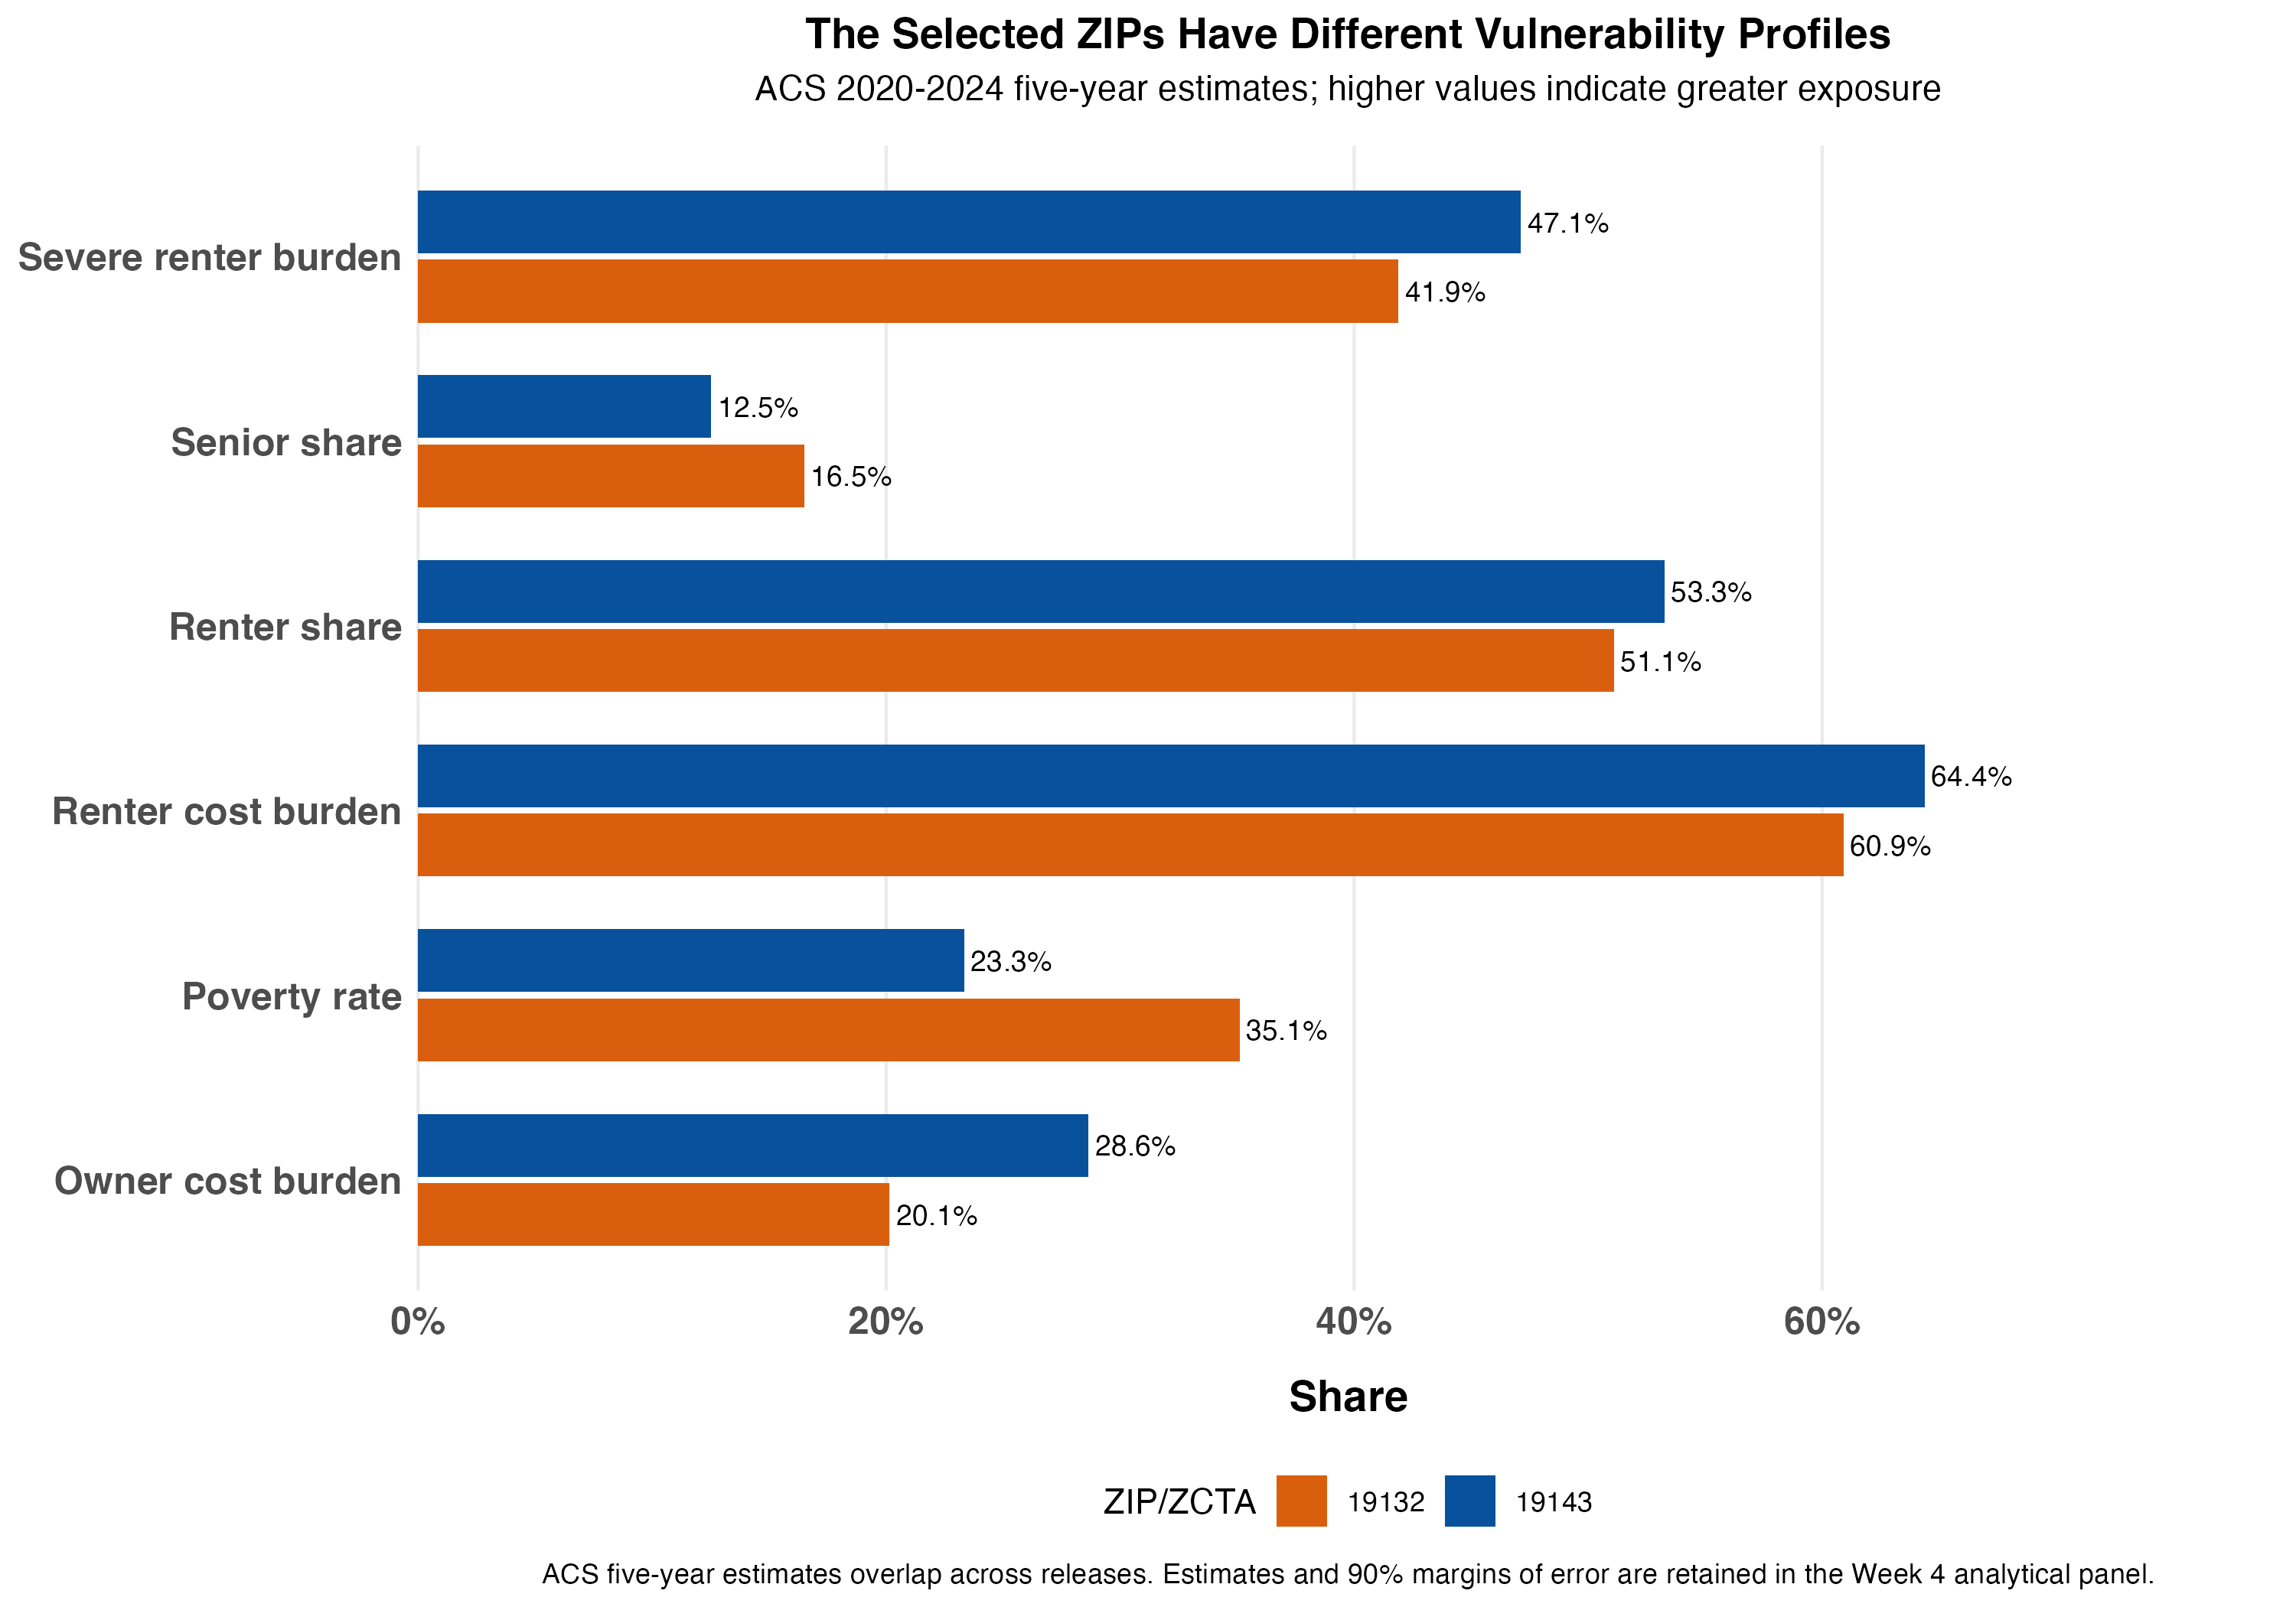 The Selected ZIPs Have Different Vulnerability Profiles
ACS 2020-2024 five-year estimates; higher values indicate greater exposure
Severe renter burden
47.1%
41.9%
Senior share
12.5%
16.5%
Renter share
53.3%
51.1%
Renter cost burden
64.4%
60.9%
Poverty rate
23.3%
35.1%
Owner cost burden
28.6%
20.1%
0% 20% 40% 60%
Share
ZIP/ZCTA 19132 19143
ACS five-year estimates overlap across releases. Estimates and 90% margins of error are retained in the Week 4 analytical panel.